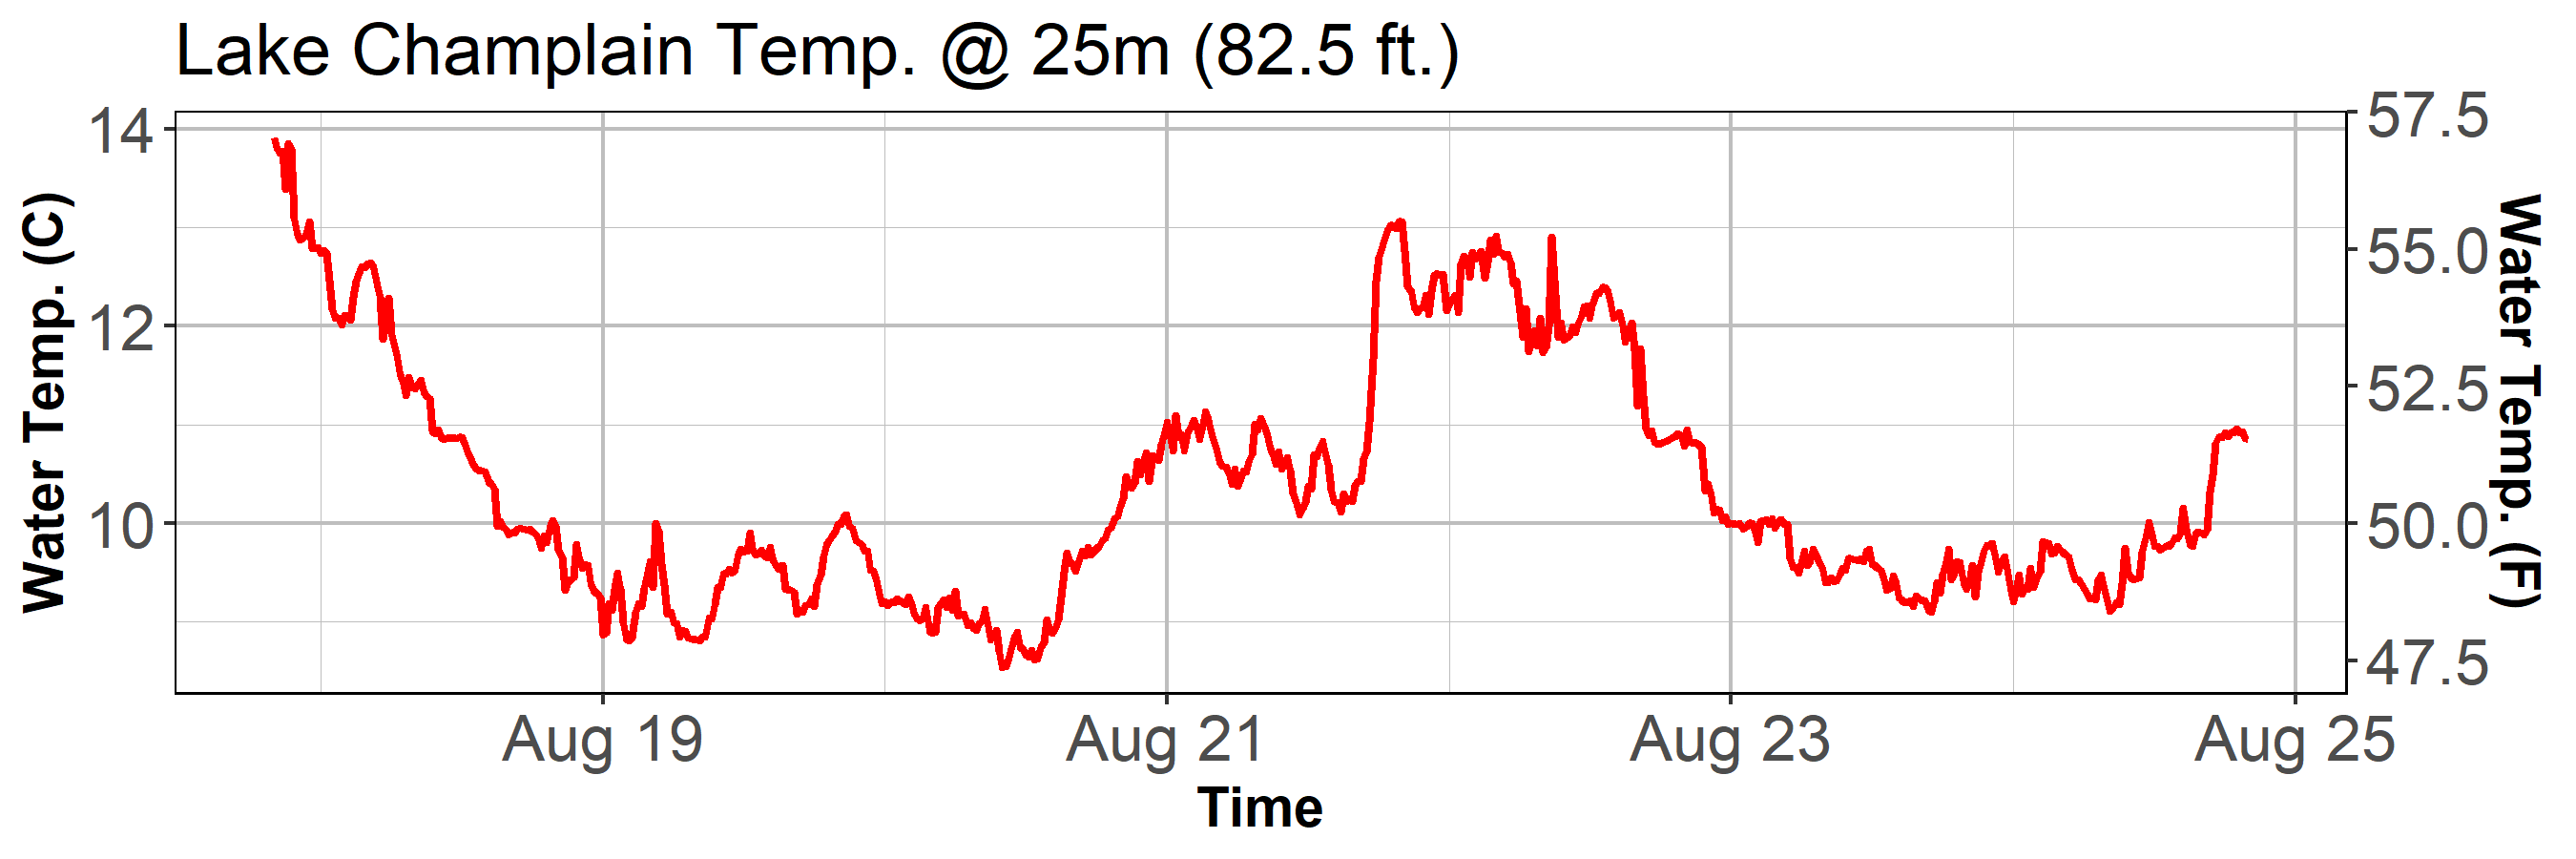 Lake Champlain Temp. @ 25m (82.5 ft.)
Water Temp. (C)
14
12
10
57.5
55.0
52.5
50.0
47.5
Water Temp. (F)
Aug 19
Aug 21
Aug 23
Aug 25
Time